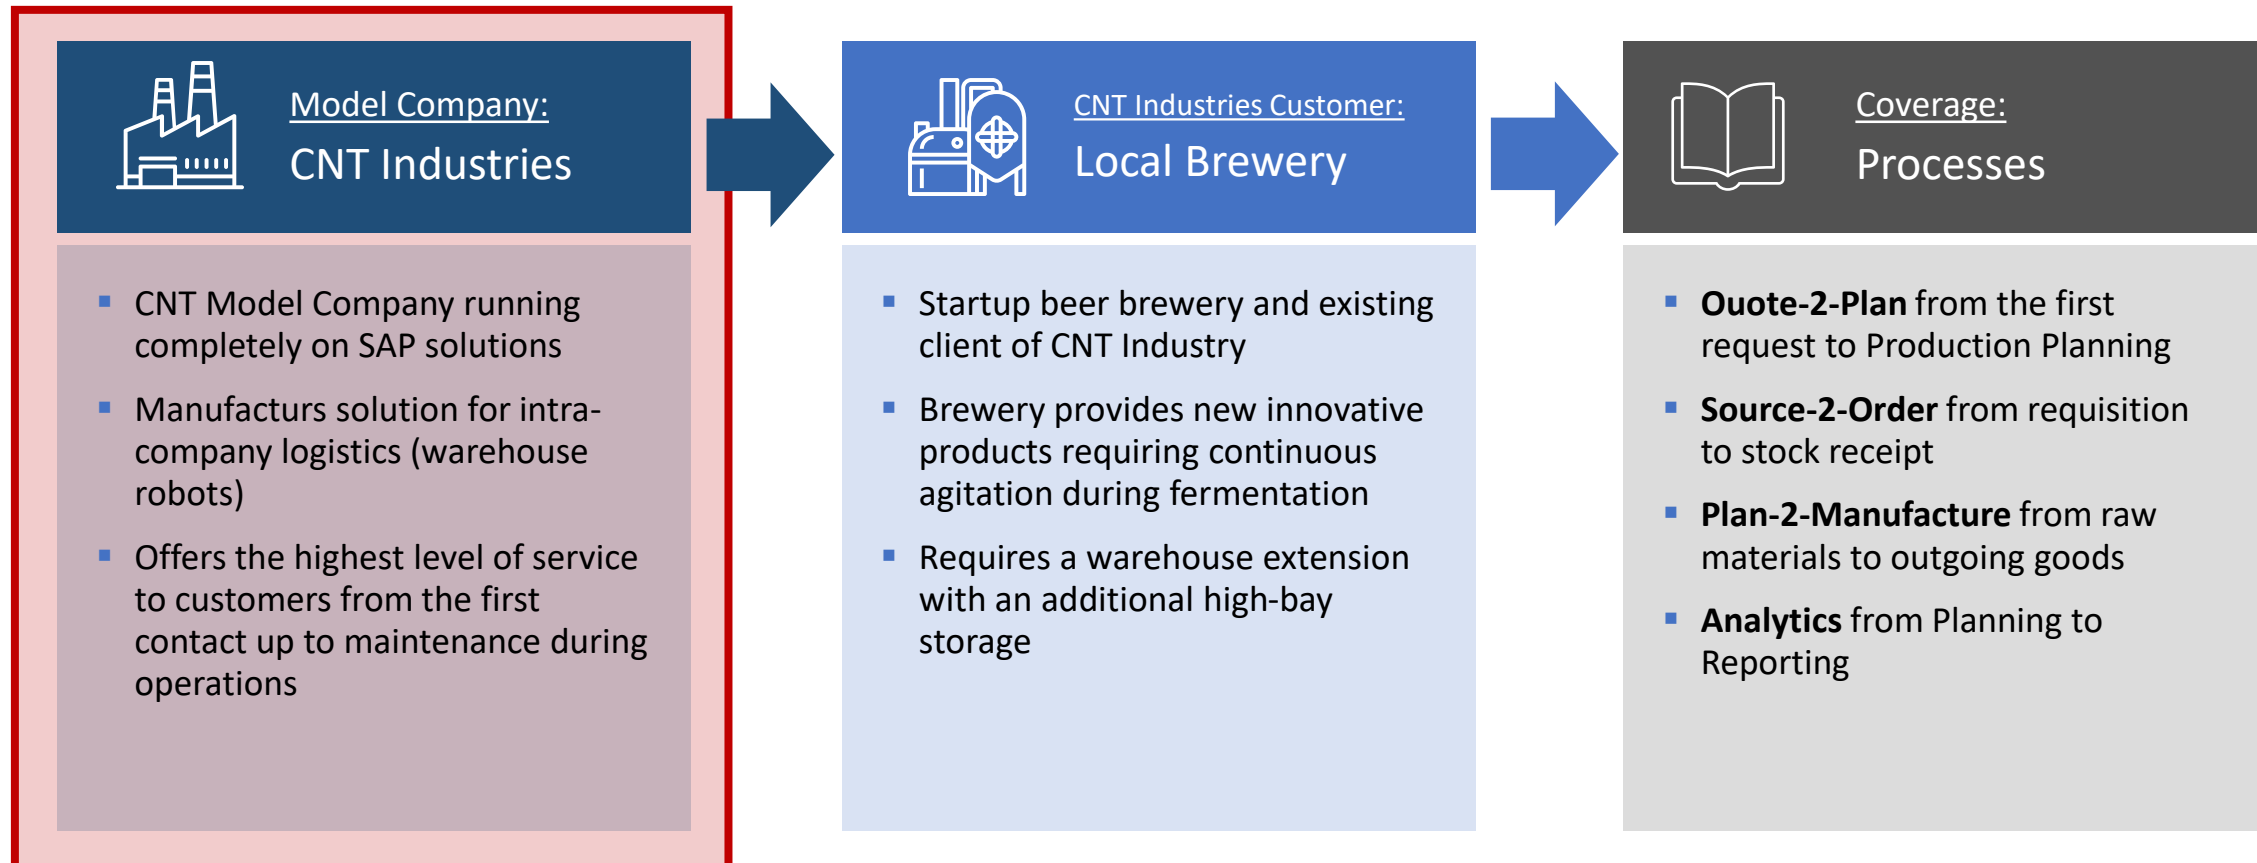 Model Company:
CNT Industries
▪ CNT Model Company running
completely on SAP solutions
▪ Manufacturs solution for intra-
company logistics (warehouse
robots)
▪ Offers the highest level of service
to customers from the first
contact up to maintenance during
operations
CNT Industries Customer:
Local Brewery
▪ Startup beer brewery and existing
client of CNT Industry
▪ Brewery provides new innovative
products requiring continuous
agitation during fermentation
▪ Requires a warehouse extension
with an additional high-bay
storage
Coverage:
Processes
▪ Ouote-2-Plan from the first
request to Production Planning
▪ Source-2-Order from requisition
to stock receipt
▪ Plan-2-Manufacture from raw
materials to outgoing goods
▪ Analytics from Planning to
Reporting